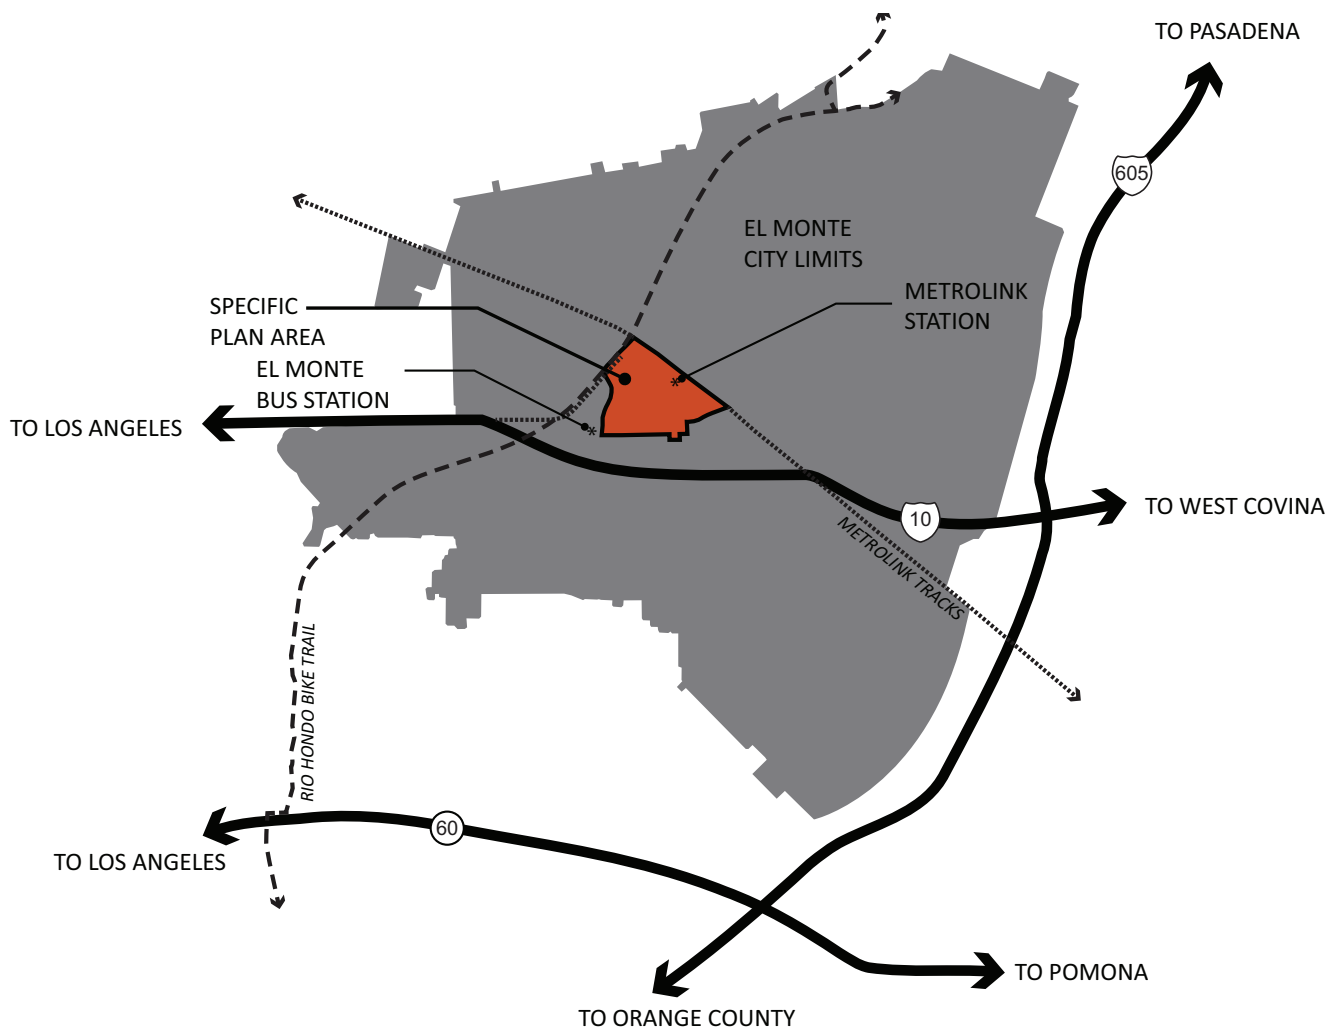 TO PASADENA
605
EL MONTE
CITY LIMITS
METROLINK
STATION
SPECIFIC
PLAN AREA
EL MONTE
BUS STATION
TO LOS ANGELES
TO WEST COVINA
10
METROLINK TRACKS
RIO HONDO BIKE TRAIL
60
TO LOS ANGELES
TO POMONA
TO ORANGE COUNTY